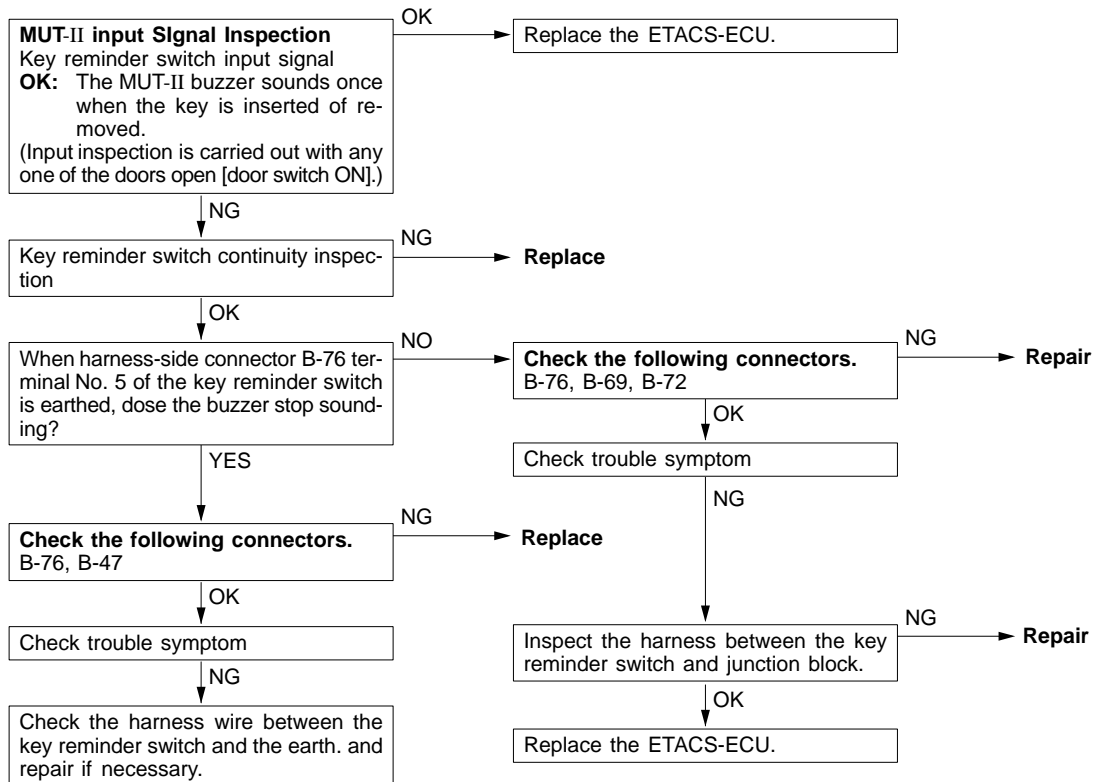 MUT-II input SIgnal Inspection
Key reminder switch input signal
OK: The MUT-II buzzer sounds once
when the key is inserted of re-
moved.
(Input inspection is carried out with any
one of the doors open [door switch ON].)
OK
Replace the ETACS-ECU.
NG
Key reminder switch continuity inspec-
tion
NG
Replace
OK
When harness-side connector B-76 ter-
minal No. 5 of the key reminder switch
is earthed, dose the buzzer stop sound-
ing?
NO
Check the following connectors.
B-76, B-69, B-72
NG
Repair
OK
Check trouble symptom
NG
YES
Check the following connectors.
B-76, B-47
NG
Replace
OK
Check trouble symptom
NG
Check the harness wire between the
key reminder switch and the earth. and
repair if necessary.
Inspect the harness between the key
reminder switch and junction block.
NG
Repair
OK
Replace the ETACS-ECU.